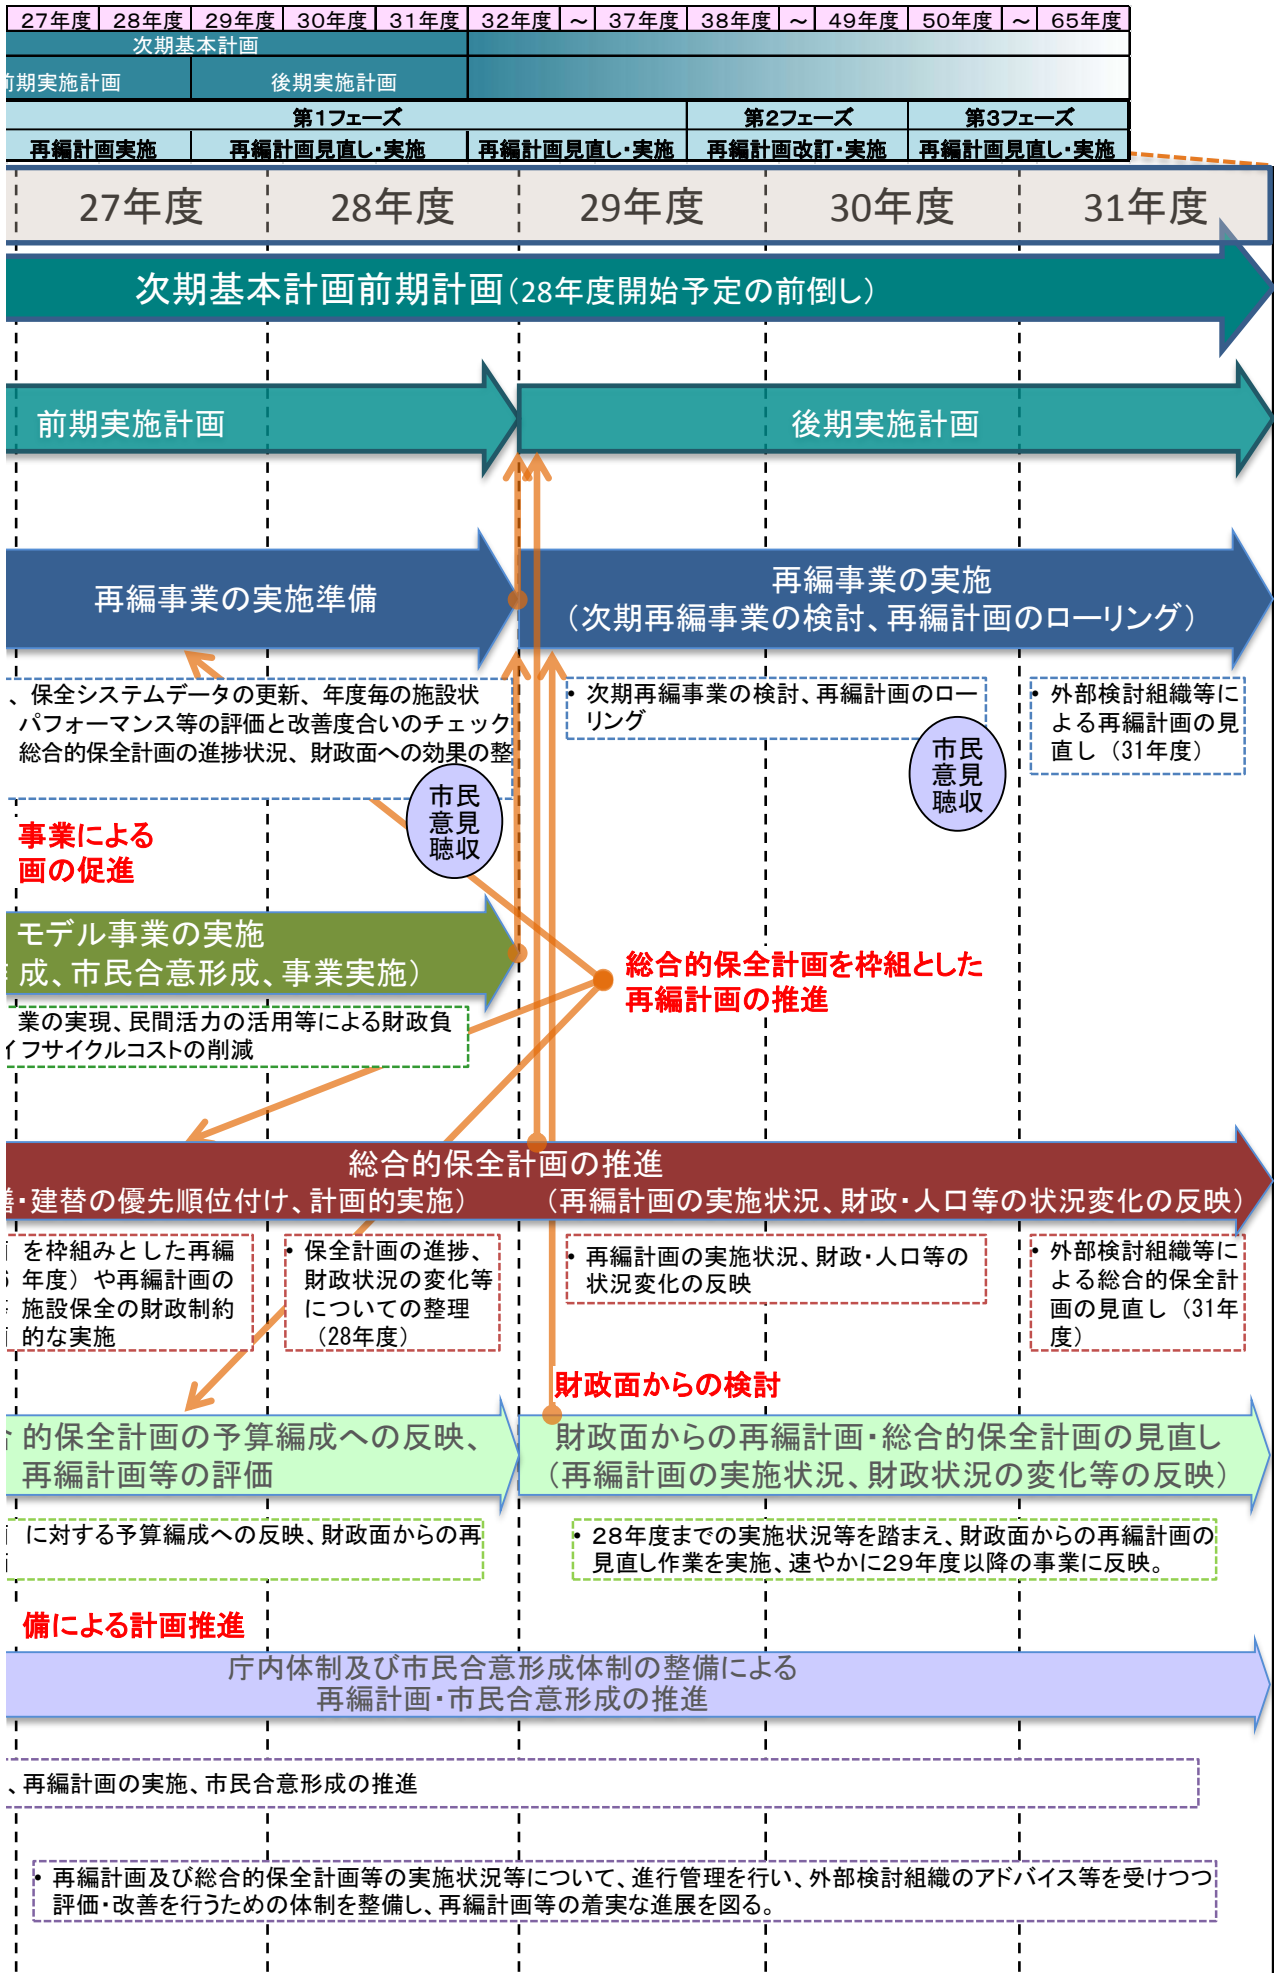 27年度 28年度 29年度 30年度 31年度 32年度 ～ 37年度 38年度 ～ 49年度 50年度 ～ 65年度
次期基本計画
期実施計画 後期実施計画
第1フェーズ 第2フェーズ 第3フェーズ
再編計画実施 再編計画見直し・実施 再編計画見直し・実施 再編計画改訂・実施 再編計画見直し・実施
27年度 28年度 29年度 30年度 31年度
次期基本計画前期計画（28年度開始予定の前倒し）
前期実施計画 後期実施計画
再編事業の実施準備
再編事業の実施
（次期再編事業の検討、再編計画のローリング）
、保全システムデータの更新、年度毎の施設状
パフォーマンス等の評価と改善度合いのチェック
総合的保全計画の進捗状況、財政面への効果の整
• 次期再編事業の検討、再編計画のロー
リング
• 外部検討組織等に
よる再編計画の見
直し（31年度）
市民
意見
聴収
市民
意見
聴収
事業による
画の促進
モデル事業の実施
成、市民合意形成、事業実施）
総合的保全計画を枠組とした
再編計画の推進
業の実現、民間活力の活用等による財政負
イフサイクルコストの削減
総合的保全計画の推進
・建替の優先順位付け、計画的実施） （再編計画の実施状況、財政・人口等の状況変化の反映）
を枠組みとした再編
年度）や再編計画の
施設保全の財政制約
的な実施
• 保全計画の進捗、
財政状況の変化等
についての整理
（28年度）
• 再編計画の実施状況、財政・人口等の
状況変化の反映
• 外部検討組織等に
よる総合的保全計
画の見直し（31年
度）
財政面からの検討
的保全計画の予算編成への反映、
再編計画等の評価
財政面からの再編計画・総合的保全計画の見直し
（再編計画の実施状況、財政状況の変化等の反映）
に対する予算編成への反映、財政面からの再
• 28年度までの実施状況等を踏まえ、財政面からの再編計画の
見直し作業を実施、速やかに29年度以降の事業に反映。
備による計画推進
庁内体制及び市民合意形成体制の整備による
再編計画・市民合意形成の推進
、再編計画の実施、市民合意形成の推進
• 再編計画及び総合的保全計画等の実施状況等について、進行管理を行い、外部検討組織のアドバイス等を受けつつ
評価・改善を行うための体制を整備し、再編計画等の着実な進展を図る。